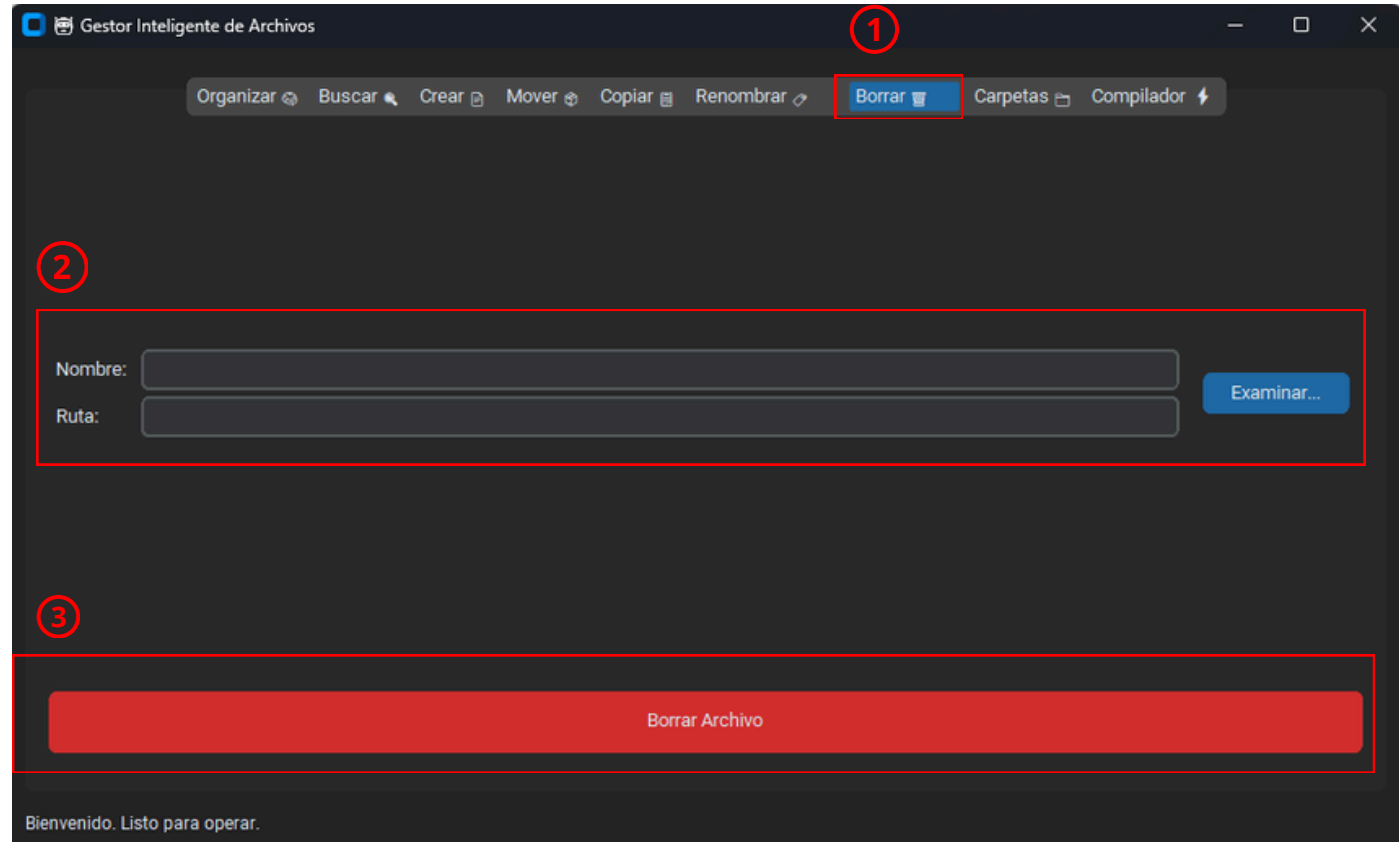 Gestor Inteligente de Archivos
1
Organizar Buscar Crear Mover Copiar Renombrar Borrar Carpetas Compilador
2
Nombre:
Examinar...
Ruta:
3
Borrar Archivo
Bienvenido. Listo para operar.